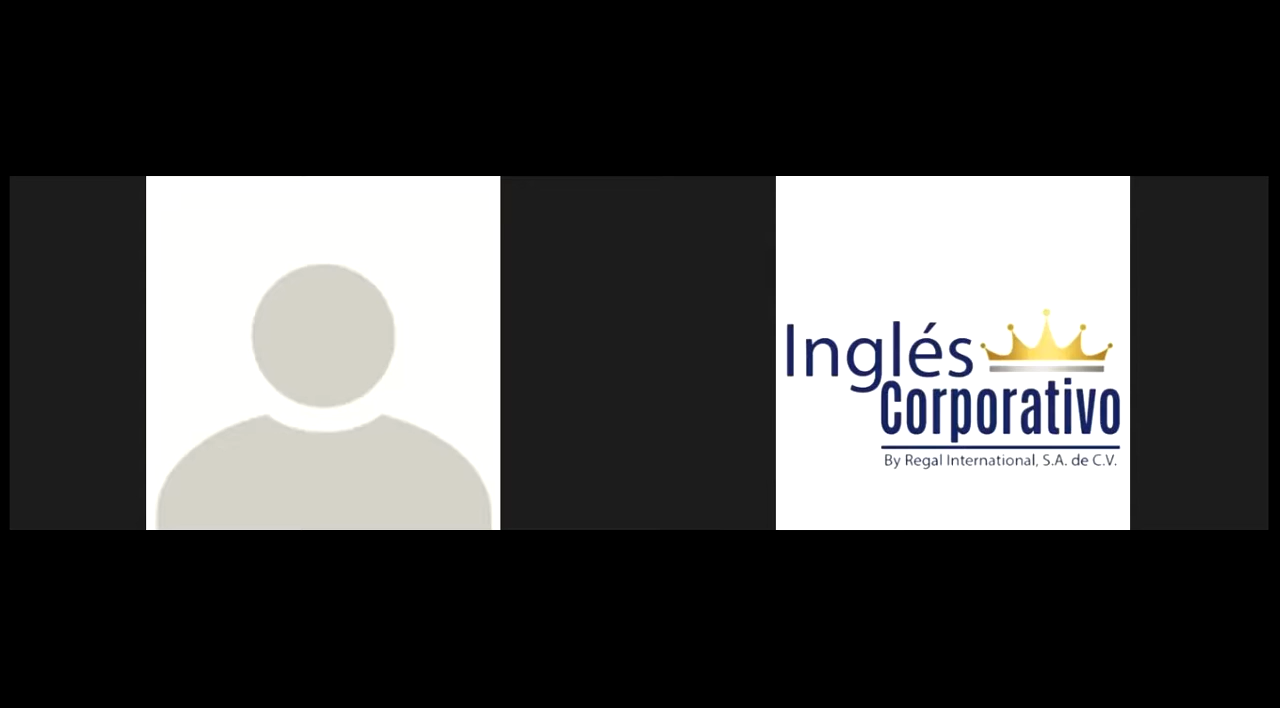 Inglés
Corporativo
By Regal International, S.A. de C.V.